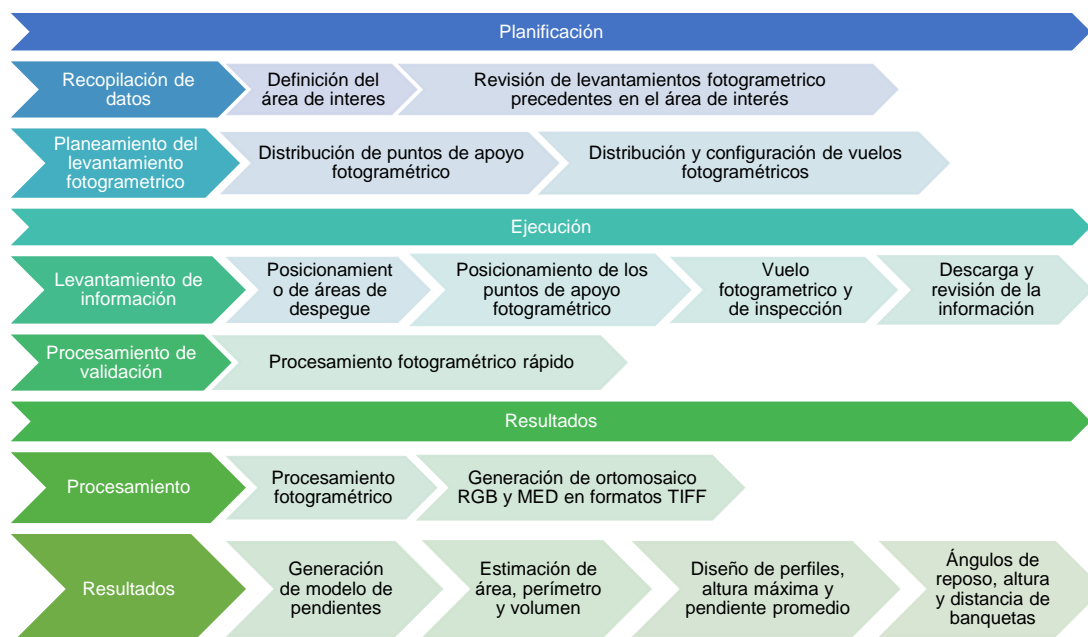 Planificación
Recopilación de
datos
Definición del
área de interes
Revisión de levantamientos fotogrametrico
precedentes en el área de interés
Planeamiento del
levantamiento
fotogrametrico
Distribución de puntos de apoyo
fotogramétrico
Distribución y configuración de vuelos
fotogramétricos
Ejecución
Levantamiento de
información
Posicionamient
o de áreas de
despegue
Posicionamiento de los
puntos de apoyo
fotogramétrico
Vuelo
fotogrametrico y
de inspección
Descarga y
revisión de la
información
Procesamiento de
validación
Procesamiento fotogramétrico rápido
Resultados
Procesamiento
Procesamiento
fotogramétrico
Generación de ortomosaico
RGB y MED en formatos TIFF
Resultados
Generación
de modelo de
pendientes
Estimación de
área, perímetro
y volumen
Diseño de perfiles,
altura máxima y
pendiente promedio
Ángulos de
reposo, altura
y distancia de
banquetas